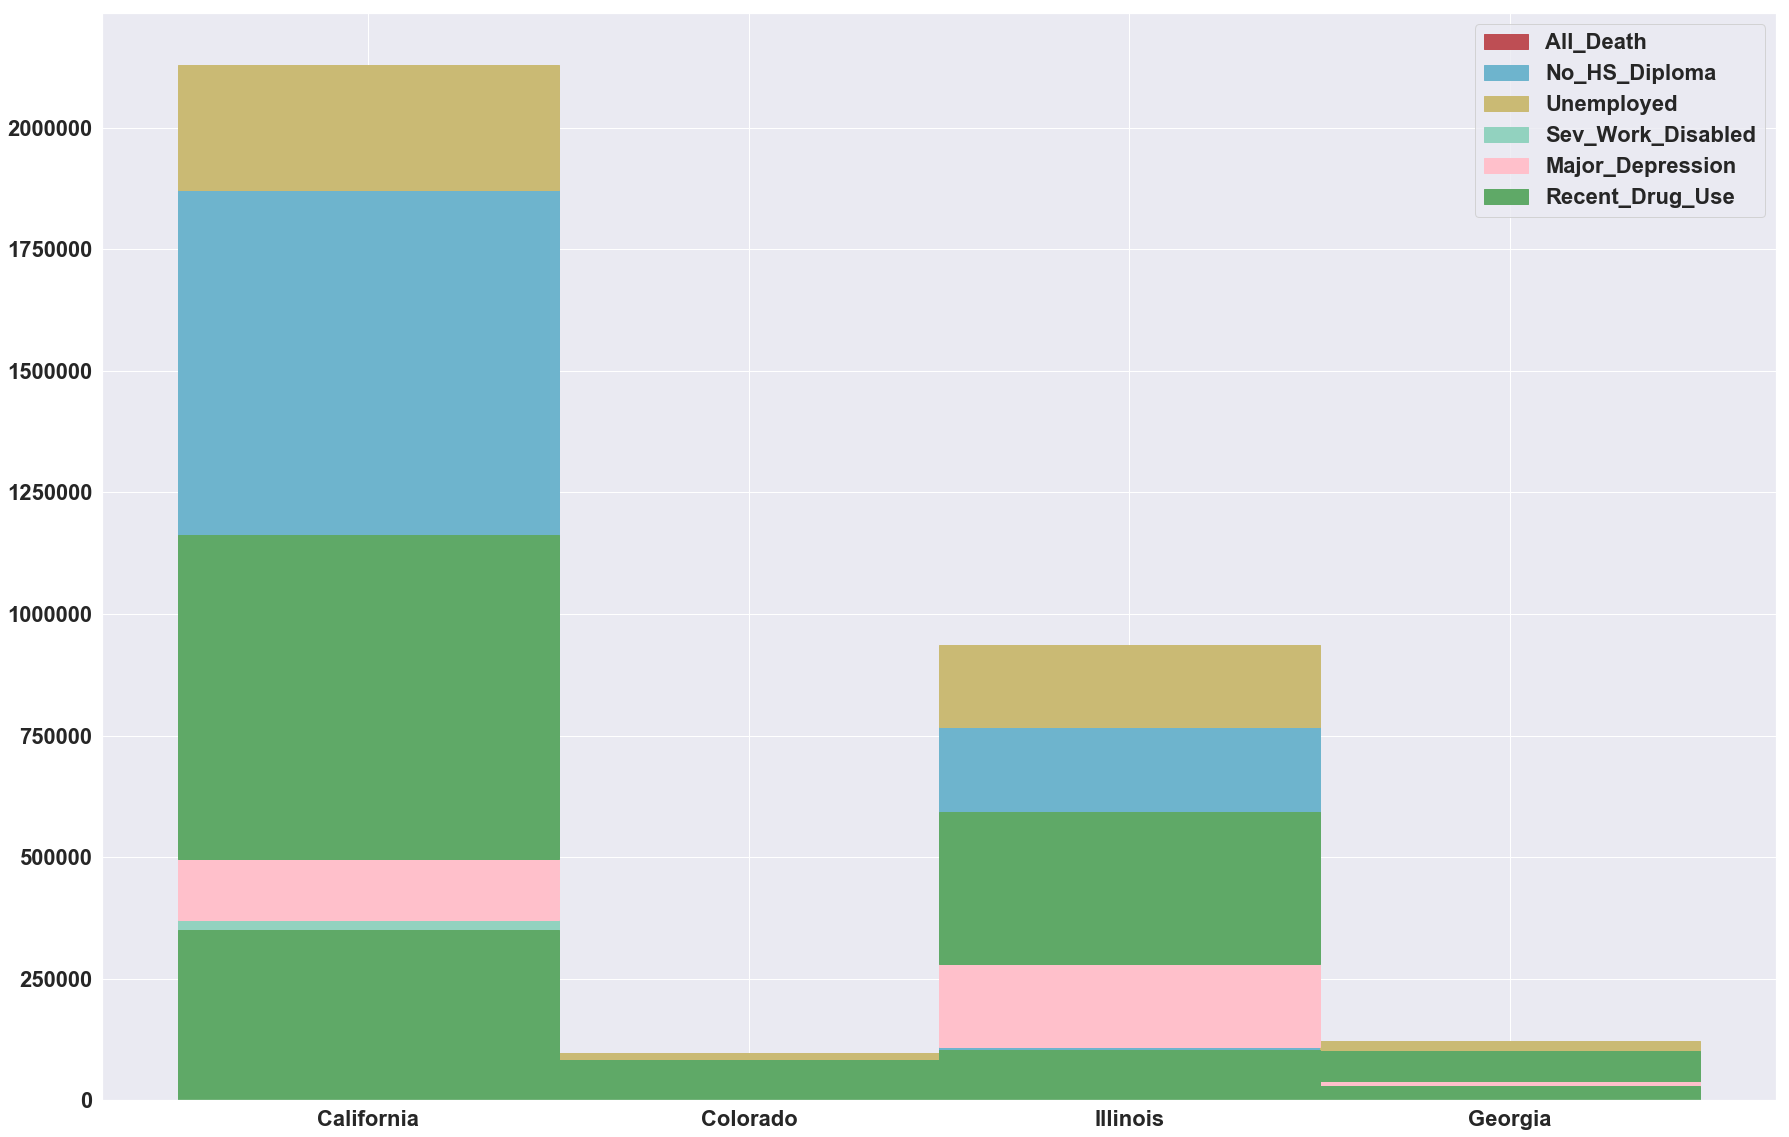 All_Death
No_HS_Diploma
Unemployed
Sev_Work_Disabled
Major_Depression
Recent_Drug_Use
2000000
1750000
1500000
1250000
1000000
750000
500000
250000
0
California Colorado Illinois Georgia